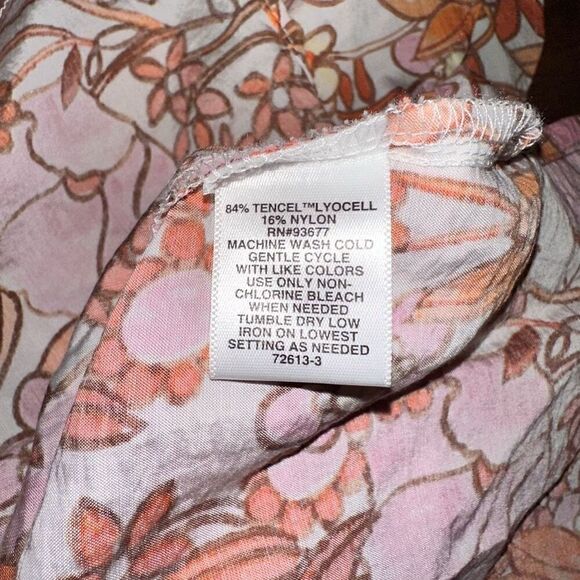 84% TENCEL™LYOCELL
16% NYLON
RN#93677
MACHINE WASH COLD
GENTLE CYCLE
WITH LIKE COLORS
USE ONLY NON-
CHLORINE BLEACH
WHEN NEEDED
TUMBLE DRY LOW
IRON ON LOWEST
SETTING AS NEEDED
72613-3